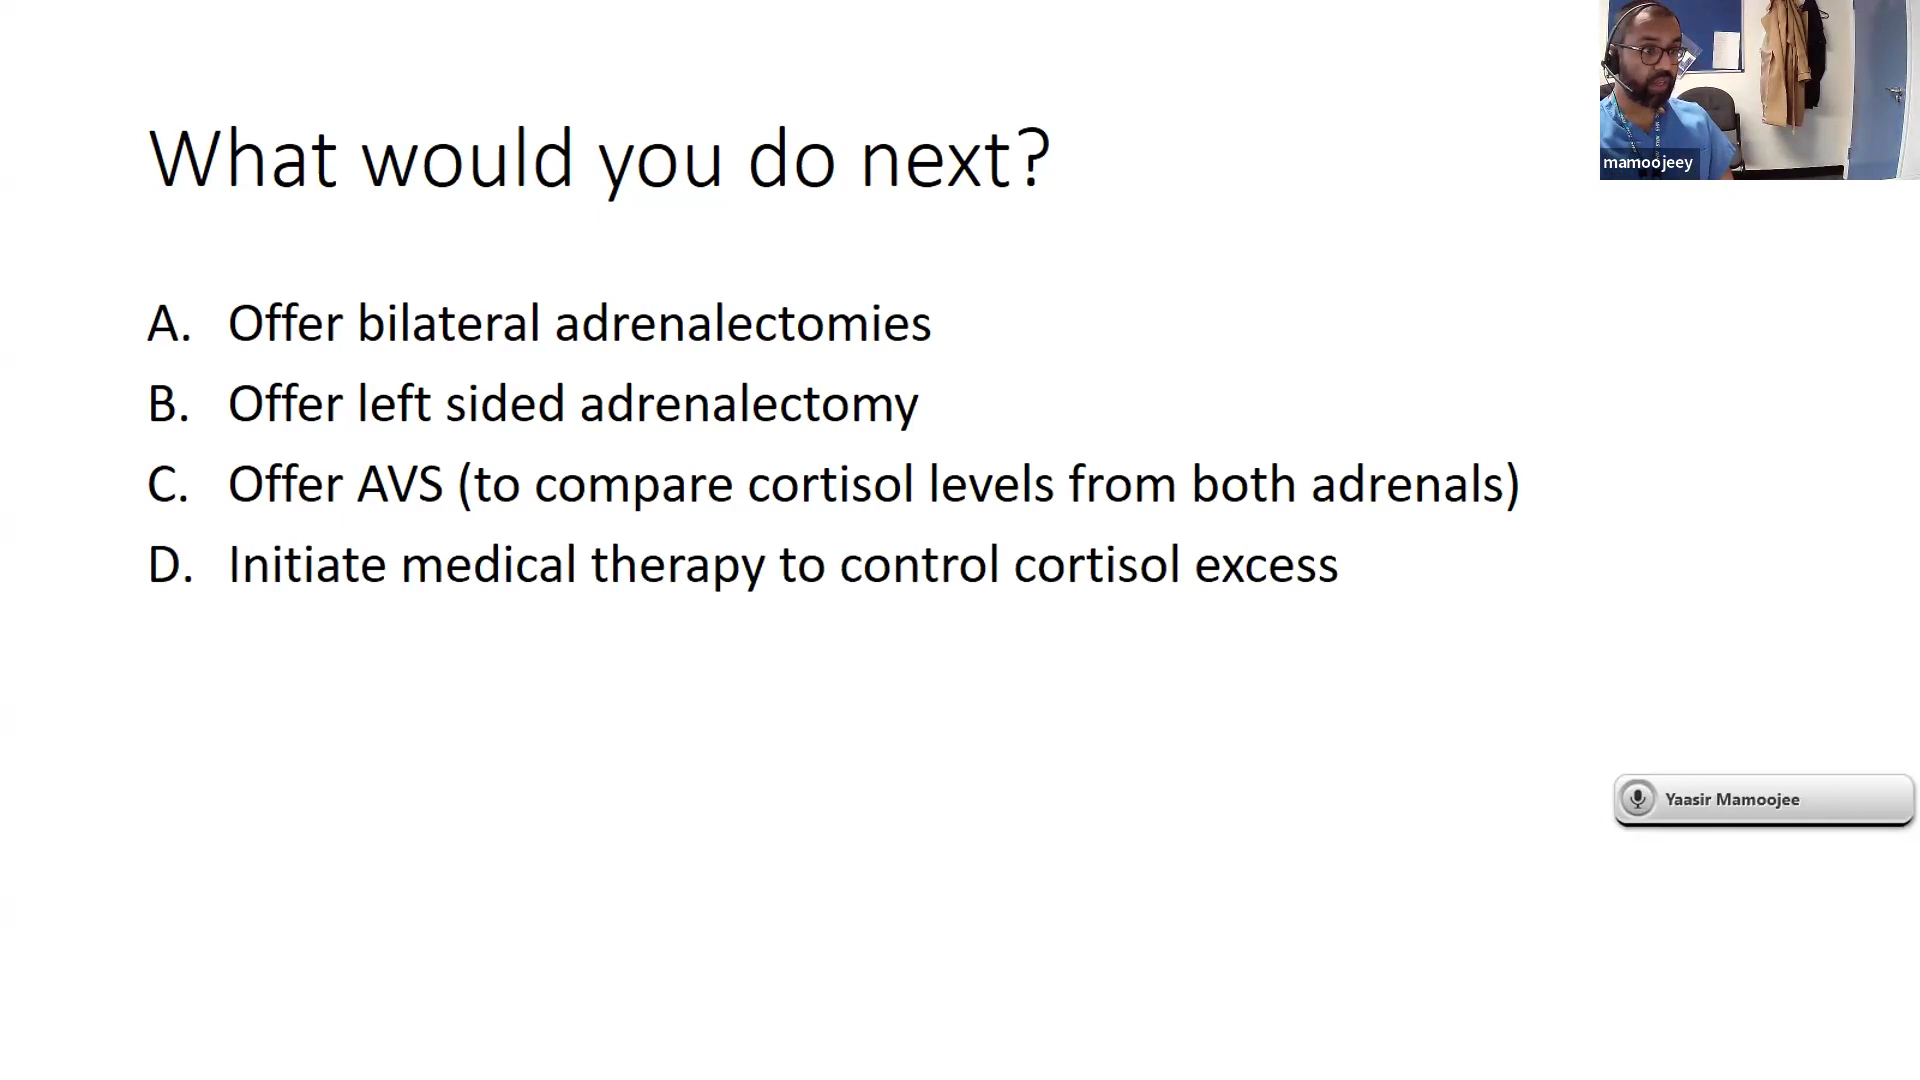 What would you do next?
A. Offer bilateral adrenalectomies
B. Offer left sided adrenalectomy
C. Offer AVS (to compare cortisol levels from both adrenals)
D. Initiate medical therapy to control cortisol excess
mamoojeey
Yaasir Mamoojee